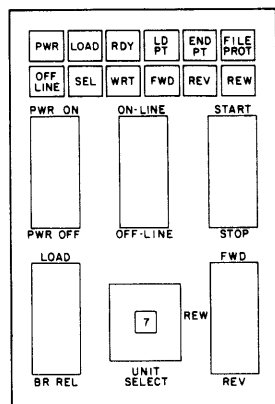 PWR LOAD RDY LD PT END PT FILE PROT
OFF LINE SEL WRT FWD REV REW
PWR ON ON-LINE START
PWR OFF OFF-LINE STOP
LOAD FWD
7 REW
BR REL UNIT SELECT REV